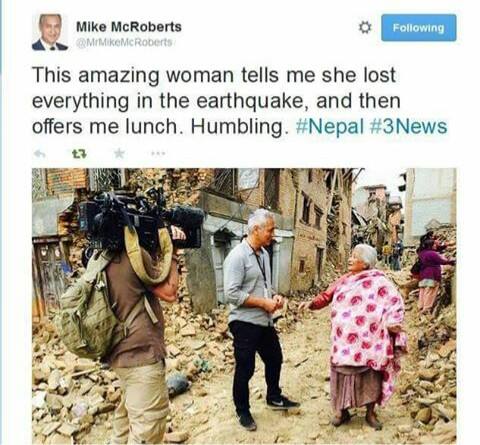 Mike McRoberts
@MrMikeMcRoberts
Following
This amazing woman tells me she lost
everything in the earthquake, and then
offers me lunch. Humbling. #Nepal #3News